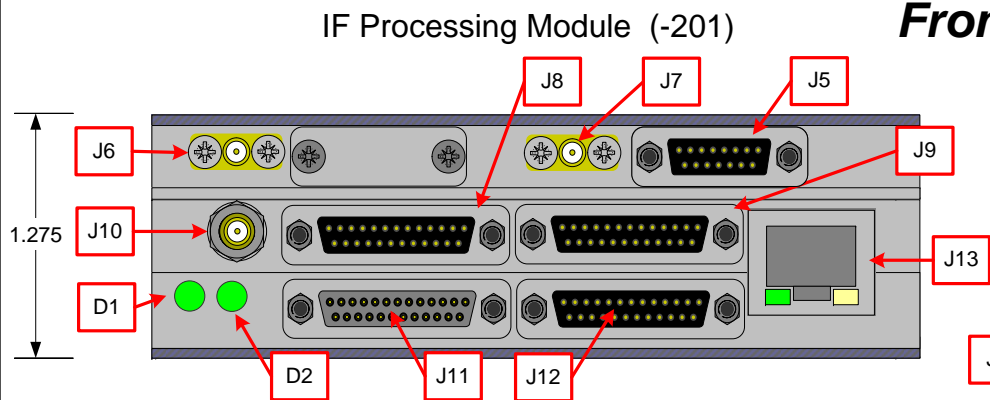 IF Processing Module (-201)
Fron
J8
J7
J5
J6
J9
1.275
J10
J13
D1
D2
J11
J12
J